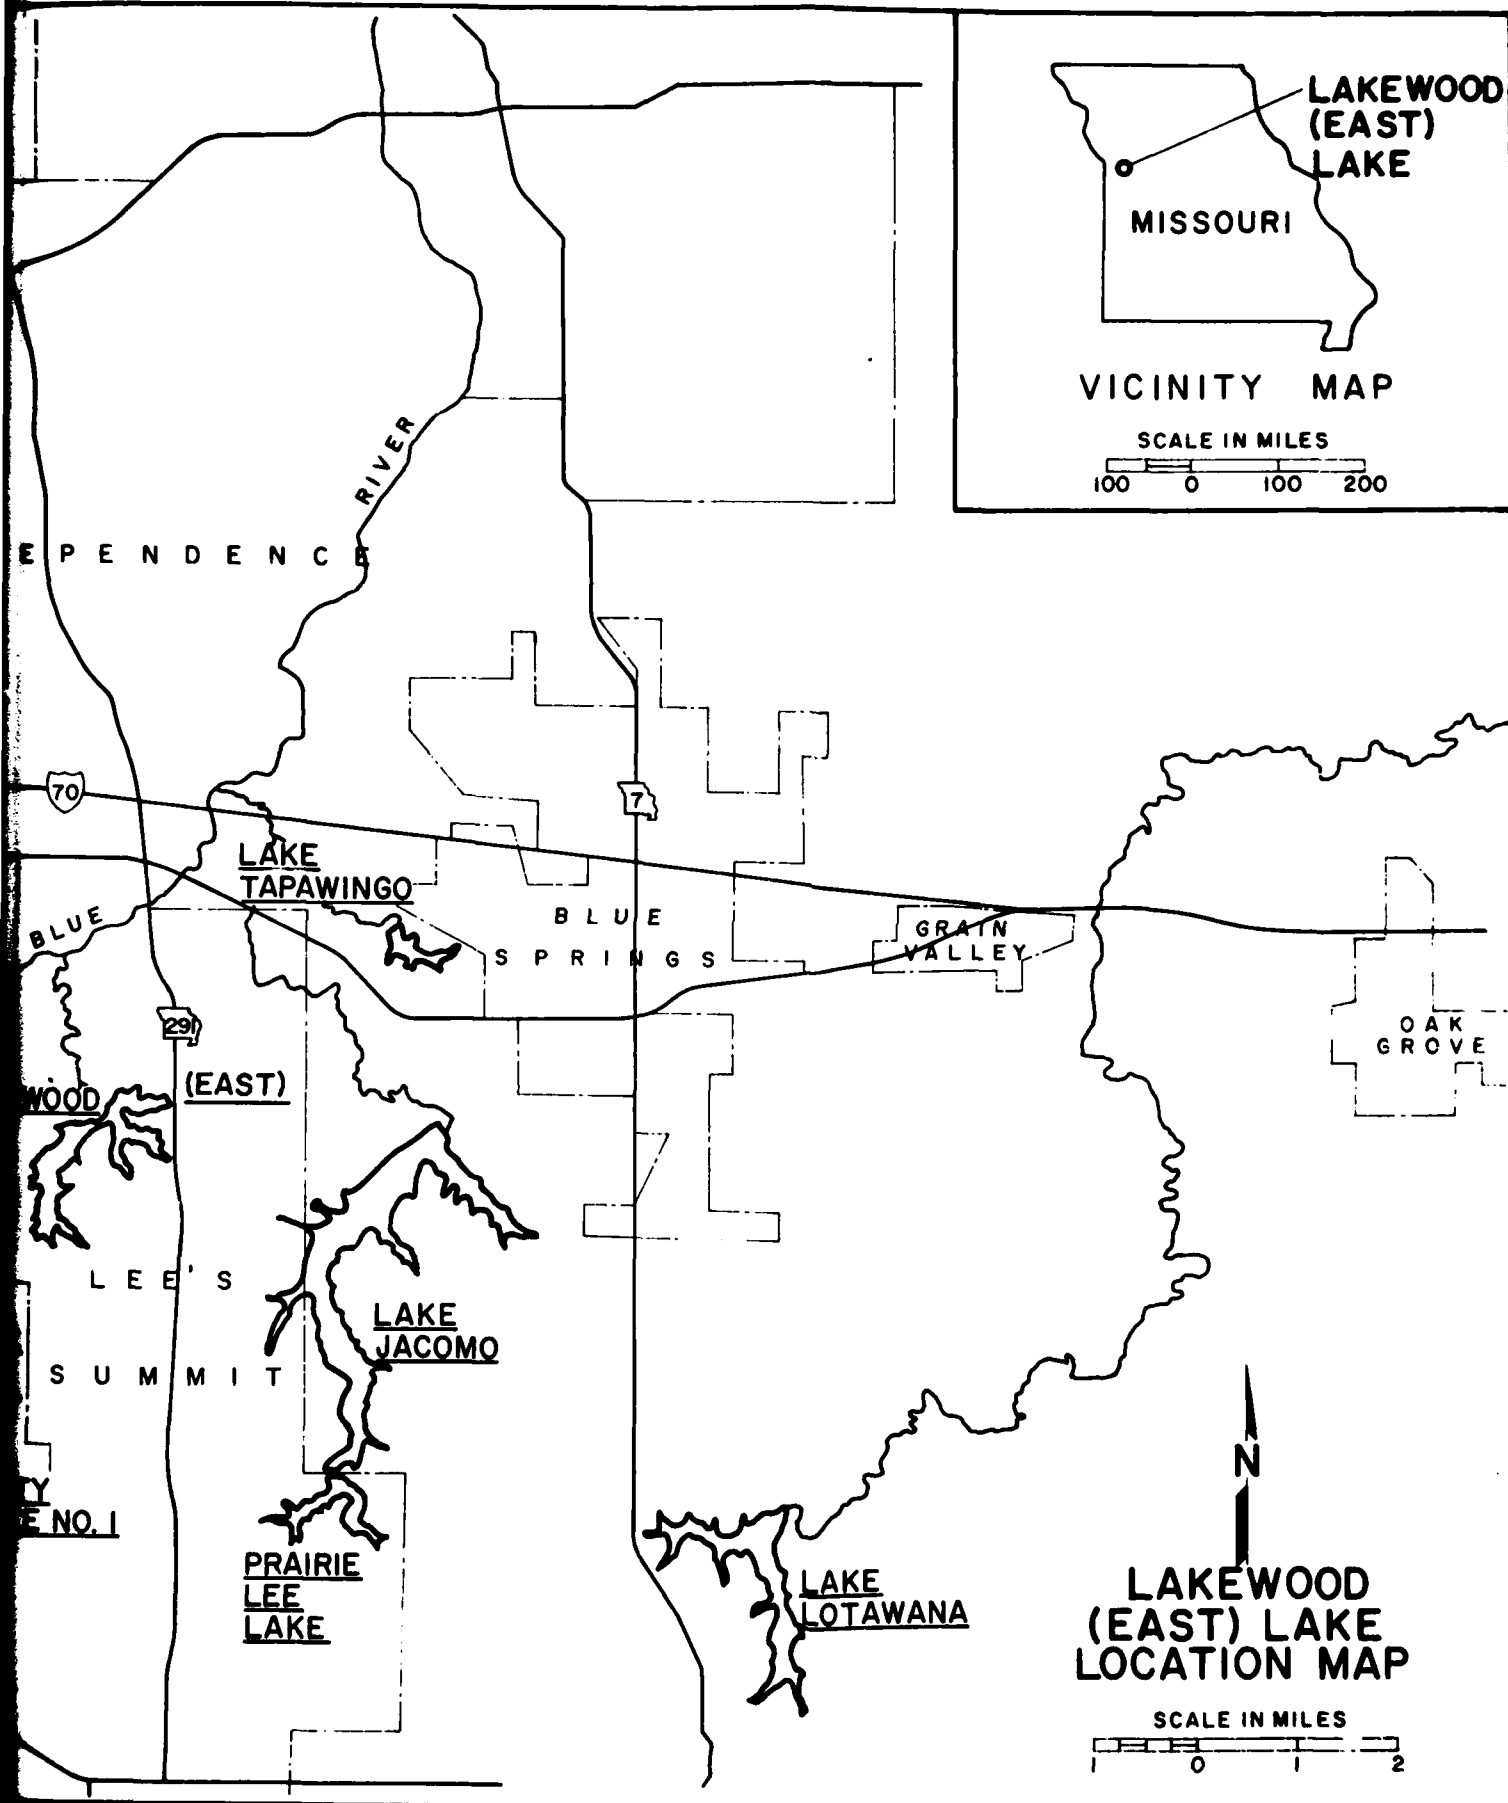 LAKEWOOD
(EAST)
LAKE
MISSOURI
VICINITY MAP
SCALE IN MILES
100 0 100 200
RIVER
EPENDENCE
70
7
LAKE
TAPAWINGO
BLUE
BLUE
SPRINGS
GRAIN
VALLEY
OAK
GROVE
291
WOOD (EAST)
LEE'S
SUMMIT
LAKE
JACOMO
TY
E NO. 1
PRAIRIE
LEE
LAKE
LAKE
LOTAWANA
N
LAKEWOOD
(EAST) LAKE
LOCATION MAP
SCALE IN MILES
1 0 1 2